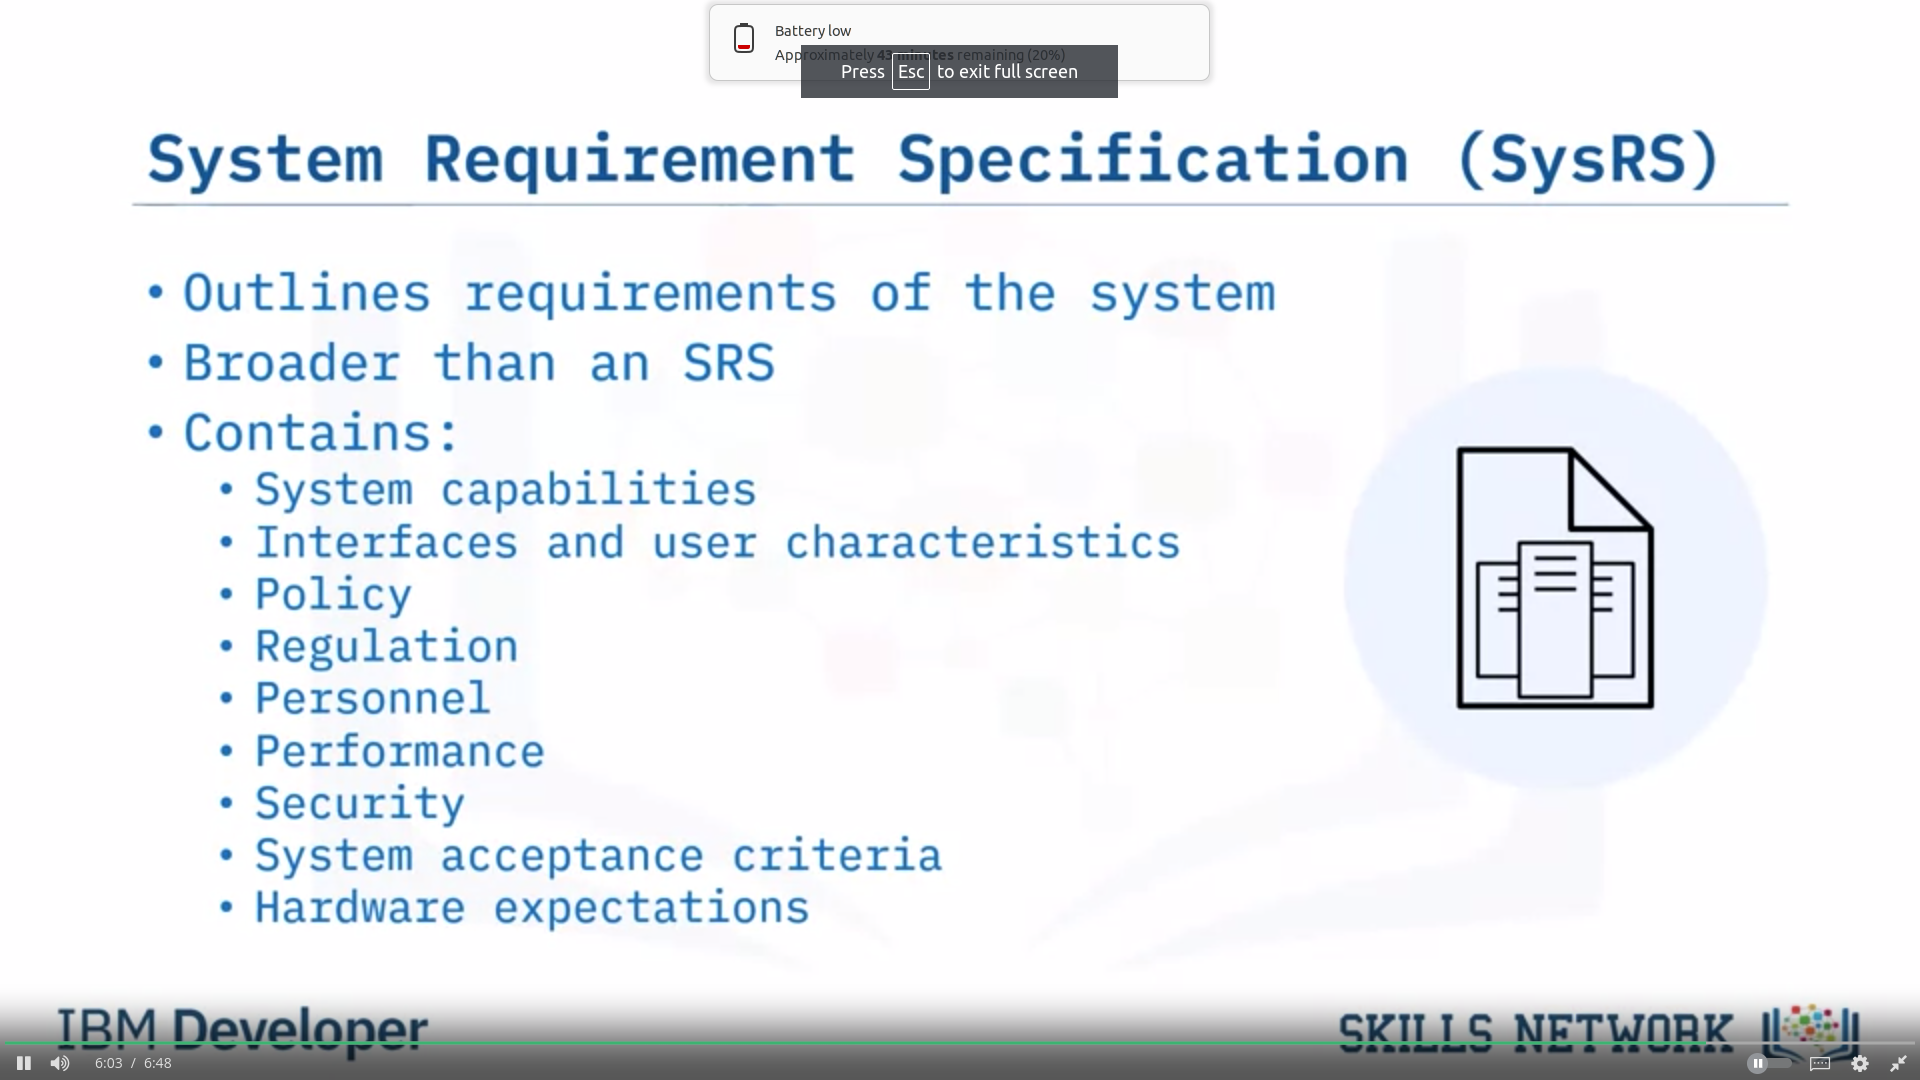 Battery low
Approximately 43 minutes remaining (20%)
Press Esc to exit full screen
System Requirement Specification (SysRS)
• Outlines requirements of the system
• Broader than an SRS
• Contains:
• System capabilities
• Interfaces and user characteristics
• Policy
• Regulation
• Personnel
• Performance
• Security
• System acceptance criteria
• Hardware expectations
IBM Developer
SKILLS NETWORK
6:03 / 6:48